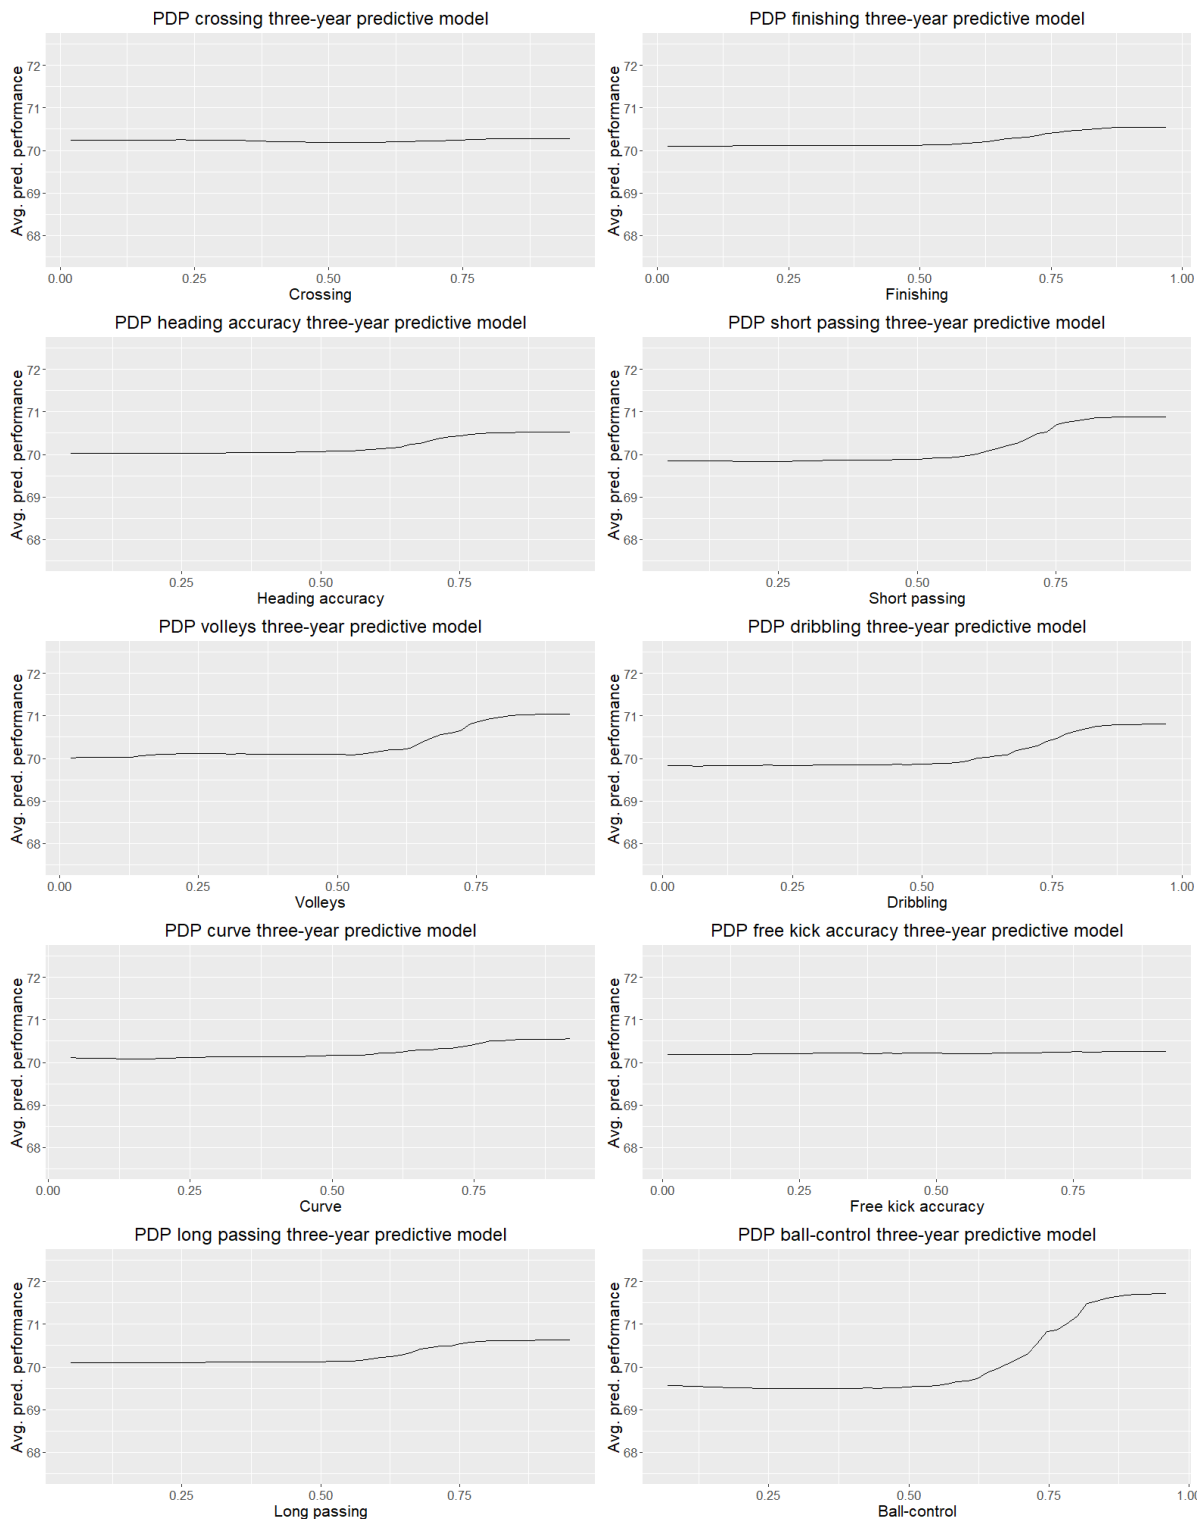 PDP crossing three-year predictive model
Avg. pred. performance
72
71
70
69
68
0.00 0.25 0.50 0.75
Crossing
PDP finishing three-year predictive model
Avg. pred. performance
72
71
70
69
68
0.00 0.25 0.50 0.75 1.00
Finishing
PDP heading accuracy three-year predictive model
Avg. pred. performance
72
71
70
69
68
0.25 0.50 0.75
Heading accuracy
PDP short passing three-year predictive model
Avg. pred. performance
72
71
70
69
68
0.25 0.50 0.75
Short passing
PDP volleys three-year predictive model
Avg. pred. performance
72
71
70
69
68
0.00 0.25 0.50 0.75
Volleys
PDP dribbling three-year predictive model
Avg. pred. performance
72
71
70
69
68
0.00 0.25 0.50 0.75 1.00
Dribbling
PDP curve three-year predictive model
Avg. pred. performance
72
71
70
69
68
0.00 0.25 0.50 0.75
Curve
PDP free kick accuracy three-year predictive model
Avg. pred. performance
72
71
70
69
68
0.00 0.25 0.50 0.75
Free kick accuracy
PDP long passing three-year predictive model
Avg. pred. performance
72
71
70
69
68
0.25 0.50 0.75
Long passing
PDP ball-control three-year predictive model
Avg. pred. performance
72
71
70
69
68
0.25 0.50 0.75 1.00
Ball-control